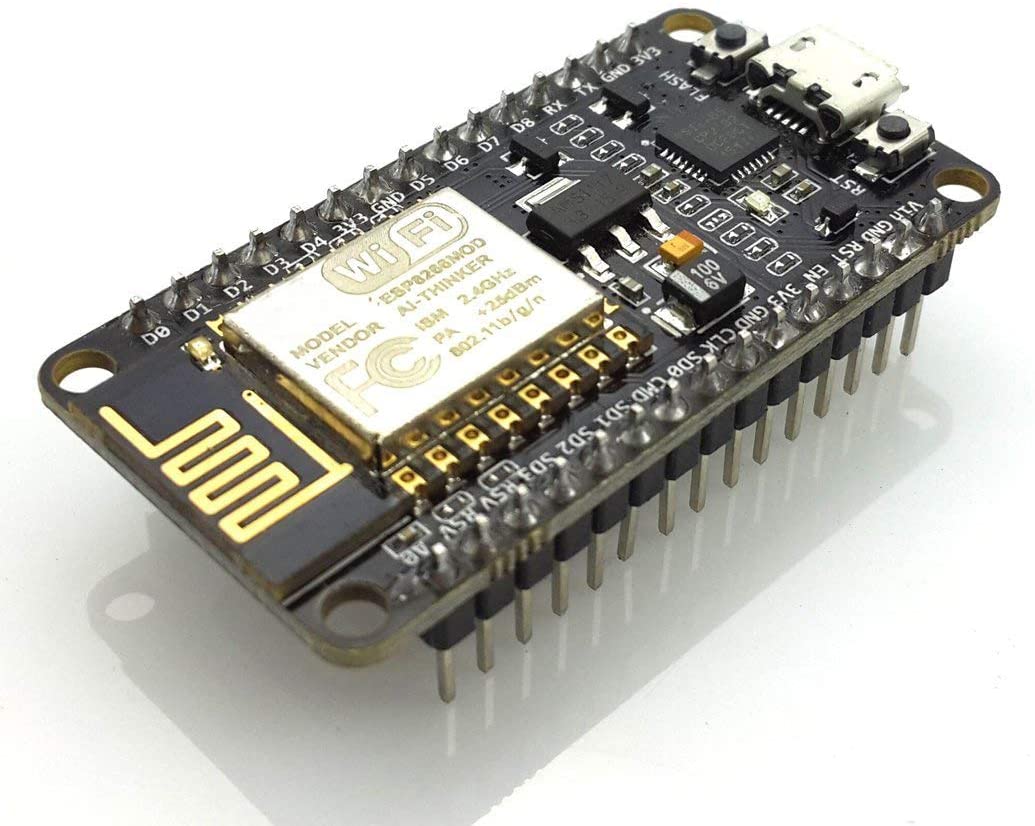 D0
D1
D2
D3
D4
3V3
GND
D5
D6
D7
D8
RX
TX
GND
3V3
FLASH
RST
WiFi
ESP8266MOD
AI-THINKER
MODEL
VENDOR
ISM 2.4GHz
PA +25dBm
802.11b/g/n
FC
100
6V
Vin
GND
RST
EN
3V3
GND
CLK
SD0
CMD
SD1
SD2
SD3
RSV
RSV
A0